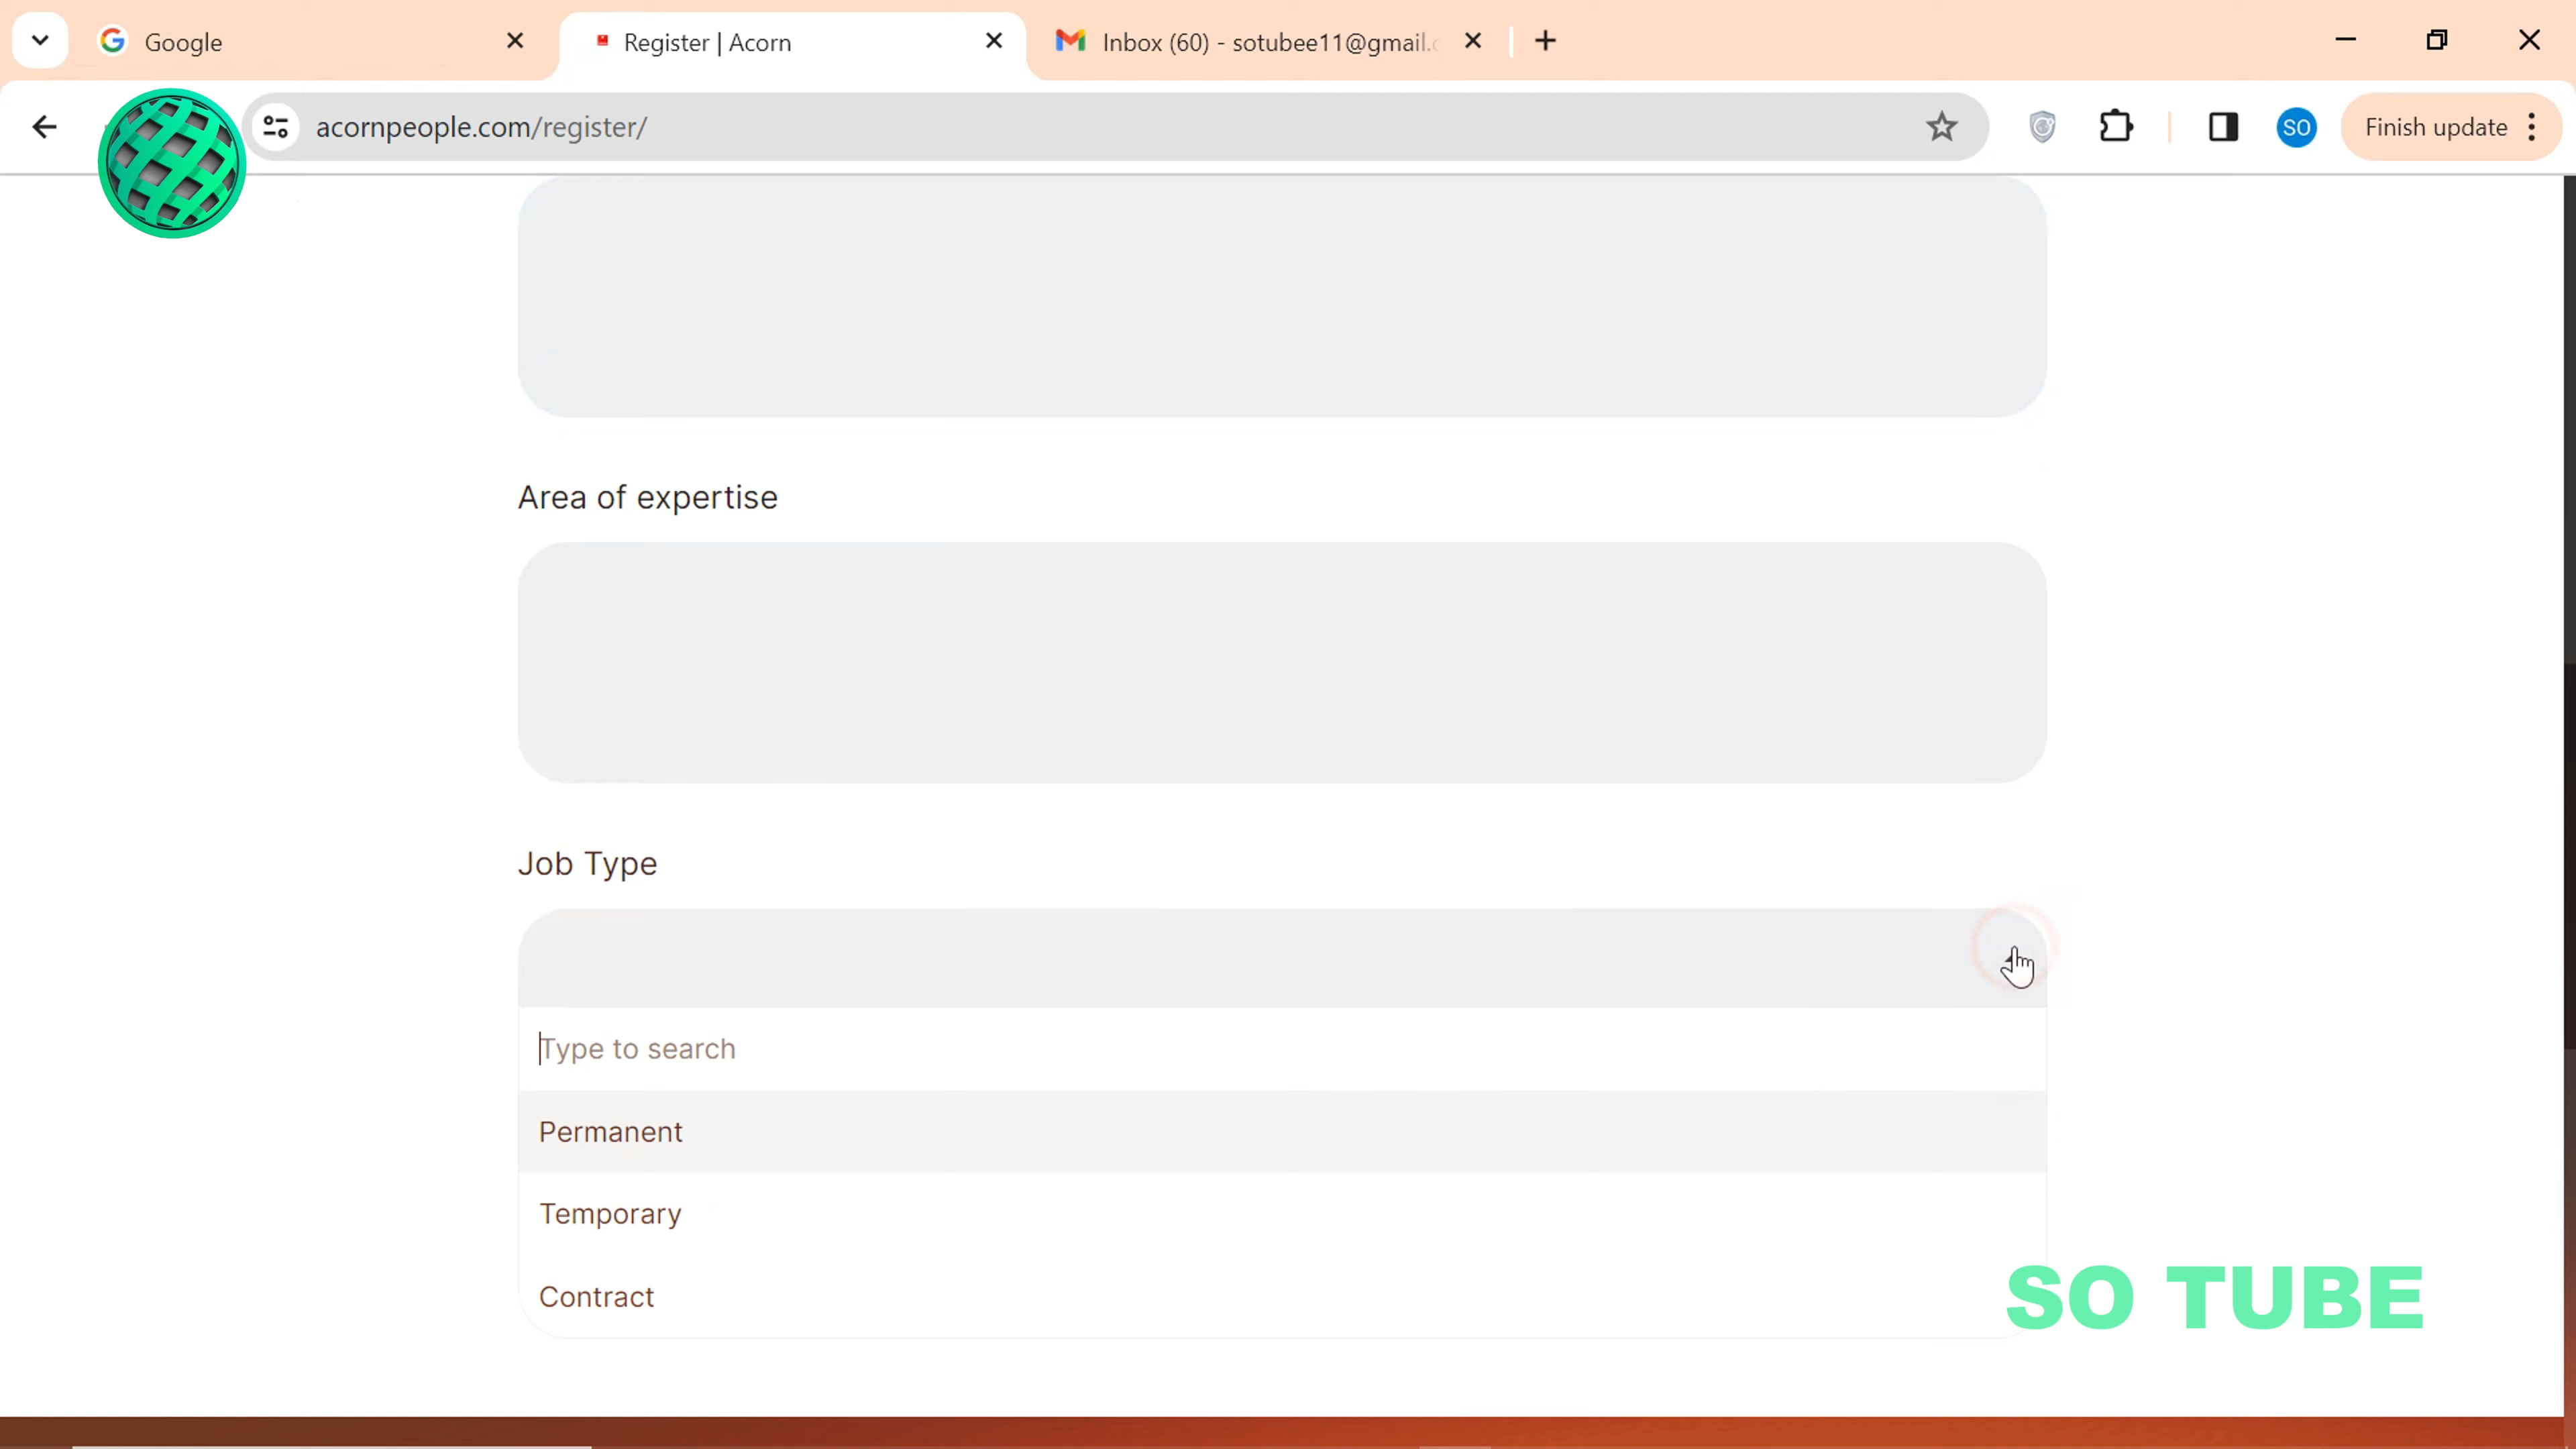 Google
Register | Acorn
Inbox (60) - sotubee11@gmail.c
acornpeople.com/register/
SO
Finish update
Area of expertise
Job Type
Type to search
Permanent
Temporary
Contract
SO TUBE